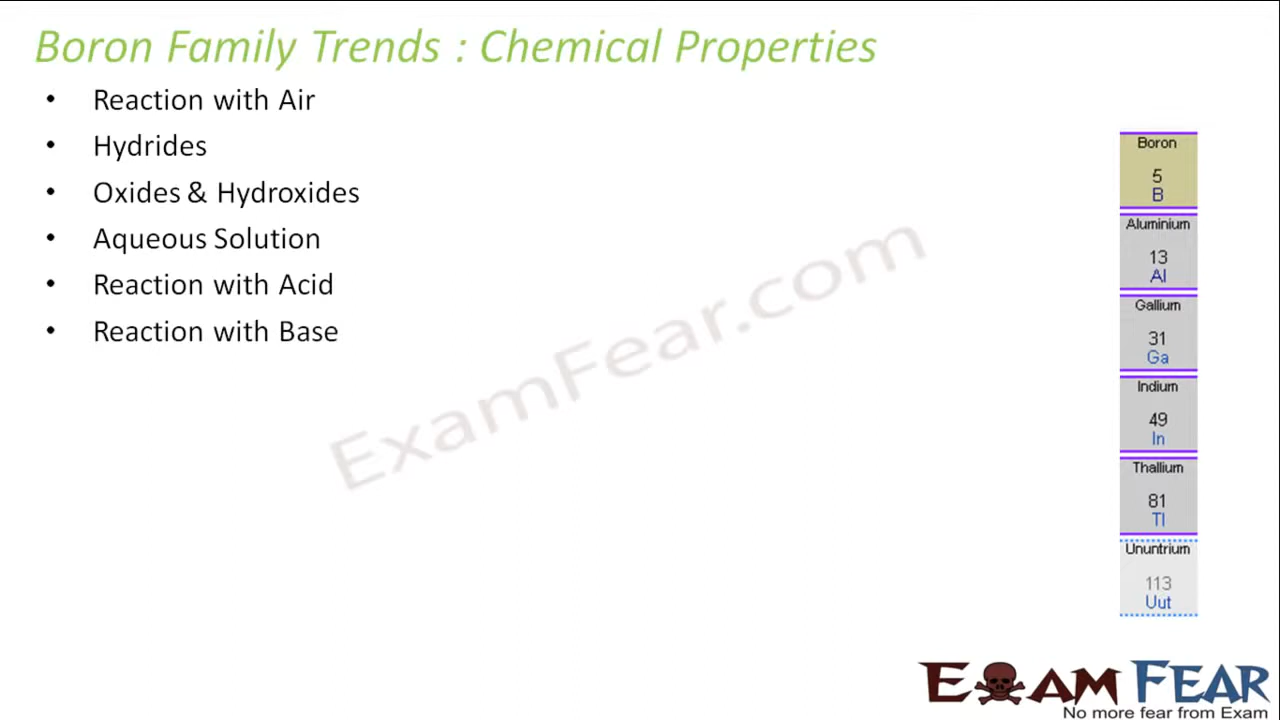 Boron Family Trends : Chemical Properties
• Reaction with Air
• Hydrides
• Oxides & Hydroxides
• Aqueous Solution
• Reaction with Acid
• Reaction with Base
Boron
5
B
Aluminium
13
Al
Gallium
31
Ga
Indium
49
In
Thallium
81
Tl
Ununtrium
113
Uut
ExamFear.com
EXAM FEAR
No more fear from Exam